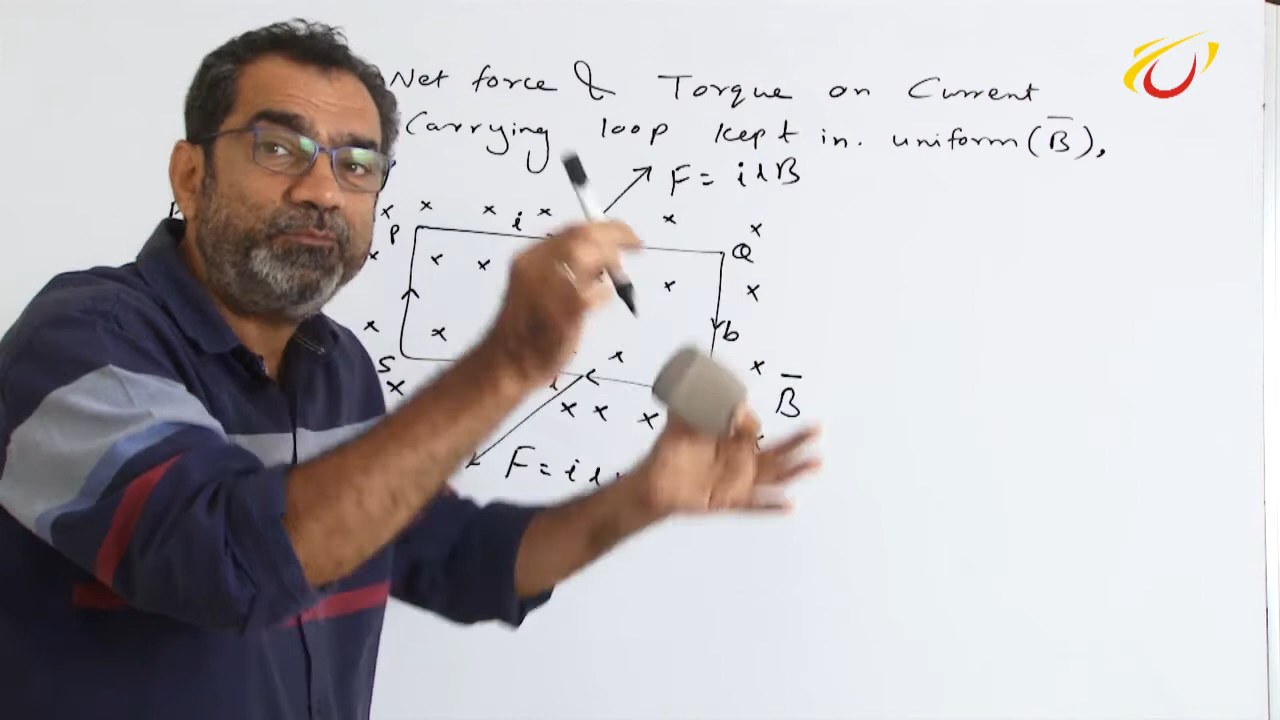 Net force & Torque on Current
Carrying loop kept in. uniform (B̅),
F = ilB
i
P
Q
b
S
B̅
F = il